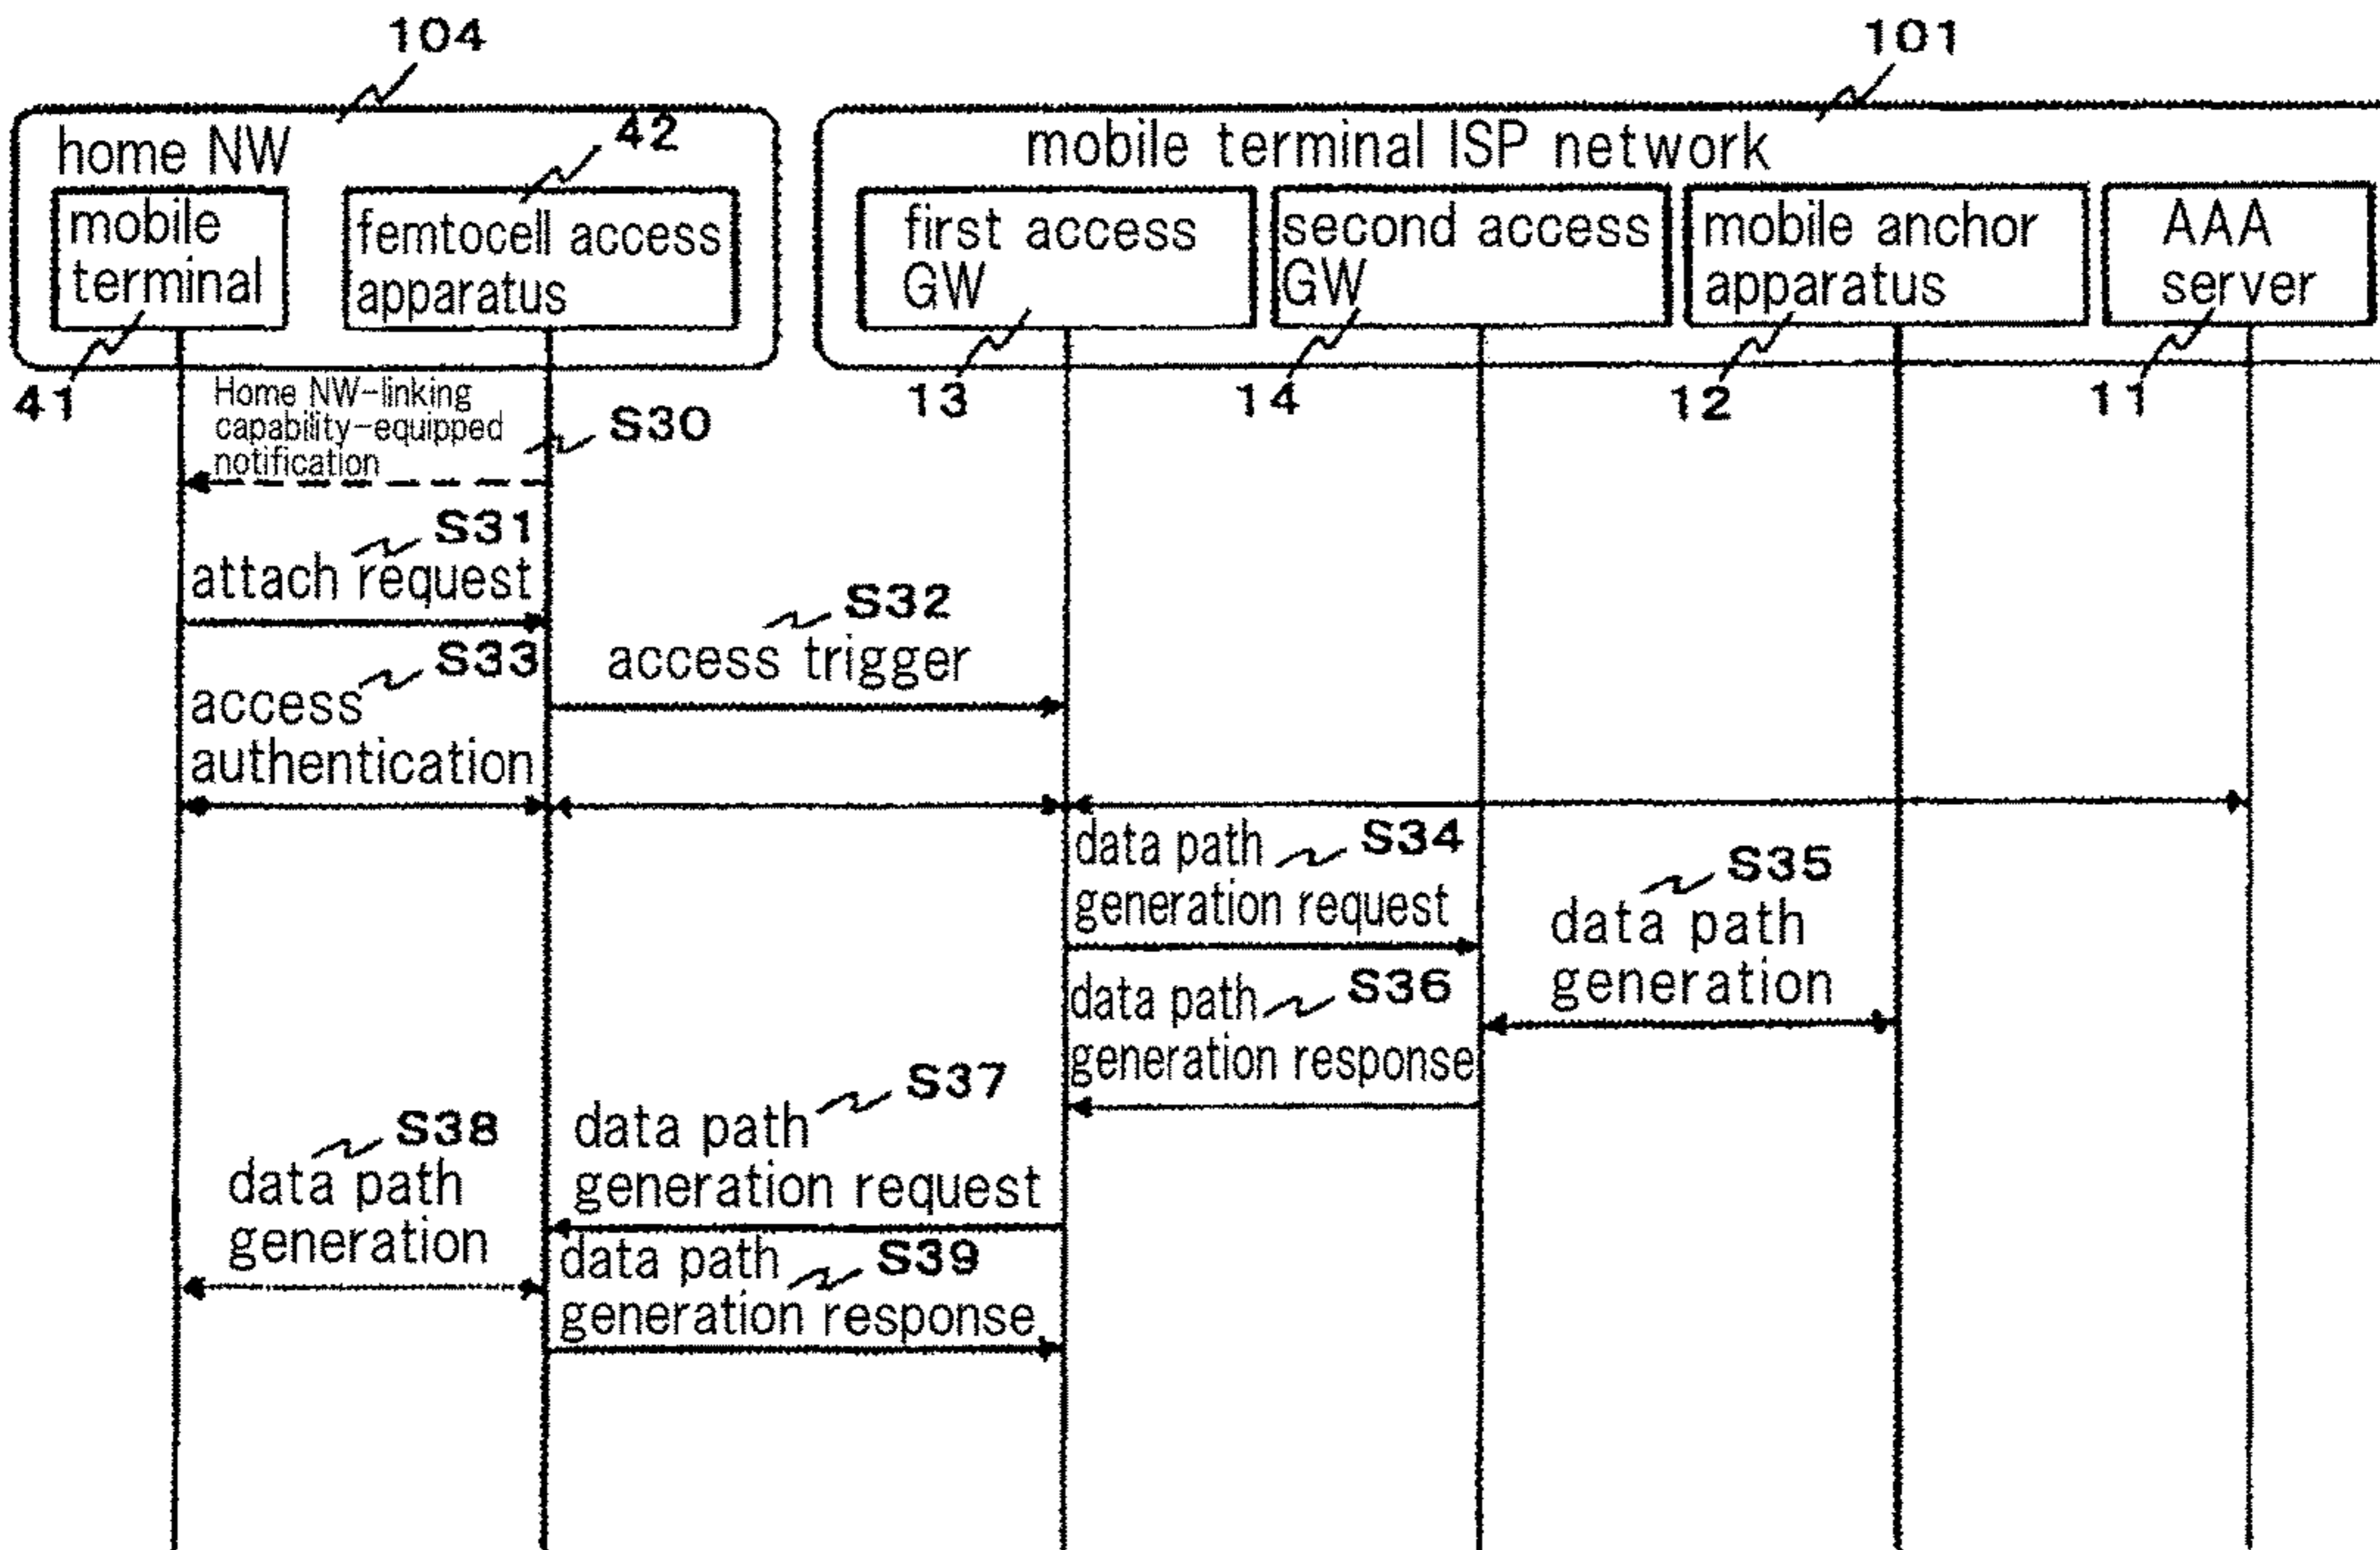 104
101
home NW
42
mobile terminal ISP network
mobile
terminal
femtocell access
apparatus
first access
GW
second access
GW
mobile anchor
apparatus
AAA
server
41
13
14
12
11
Home NW-linking
capability-equipped
notification
S30
S31
attach request
S32
access trigger
S33
access
authentication
data path
generation request
S34
S35
data path
generation
data path
generation response
S36
S37
data path
generation request
S38
data path
generation
data path
generation response
S39